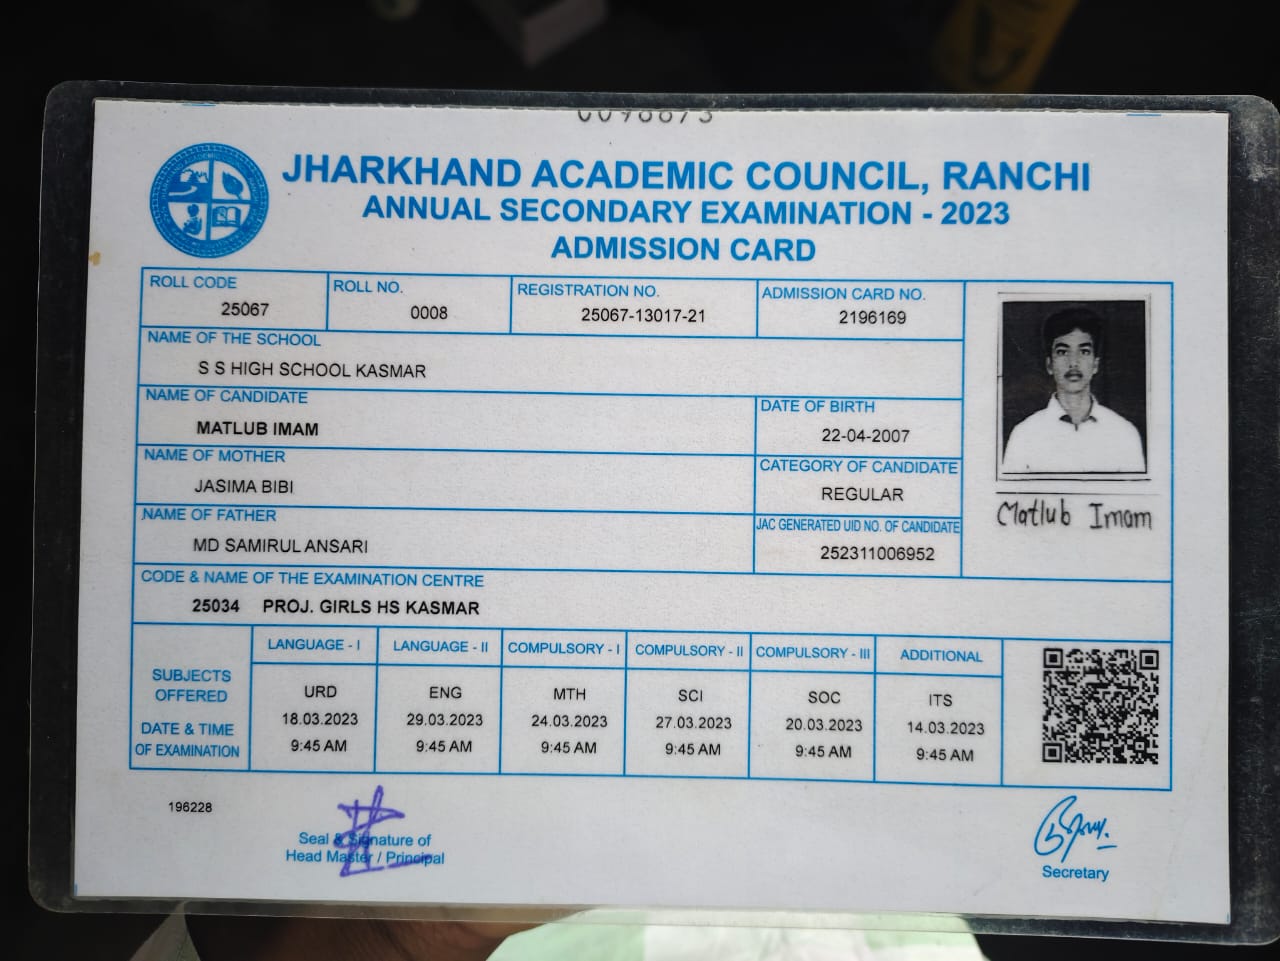 JHARKHAND ACADEMIC COUNCIL, RANCHI
ANNUAL SECONDARY EXAMINATION - 2023
ADMISSION CARD
ROLL CODE
25067
ROLL NO.
0008
REGISTRATION NO.
25067-13017-21
ADMISSION CARD NO.
2196169
NAME OF THE SCHOOL
S S HIGH SCHOOL KASMAR
NAME OF CANDIDATE
MATLUB IMAM
DATE OF BIRTH
22-04-2007
NAME OF MOTHER
JASIMA BIBI
CATEGORY OF CANDIDATE
REGULAR
NAME OF FATHER
MD SAMIRUL ANSARI
JAC GENERATED UID NO. OF CANDIDATE
252311006952
Matlub Imam
CODE & NAME OF THE EXAMINATION CENTRE
25034 PROJ. GIRLS HS KASMAR
SUBJECTS
OFFERED
DATE & TIME
OF EXAMINATION
LANGUAGE - I
URD
18.03.2023
9:45 AM
LANGUAGE - II
ENG
29.03.2023
9:45 AM
COMPULSORY - I
MTH
24.03.2023
9:45 AM
COMPULSORY - II
SCI
27.03.2023
9:45 AM
COMPULSORY - III
SOC
20.03.2023
9:45 AM
ADDITIONAL
ITS
14.03.2023
9:45 AM
196228
Seal & Signature of
Head Master / Principal
Secretary